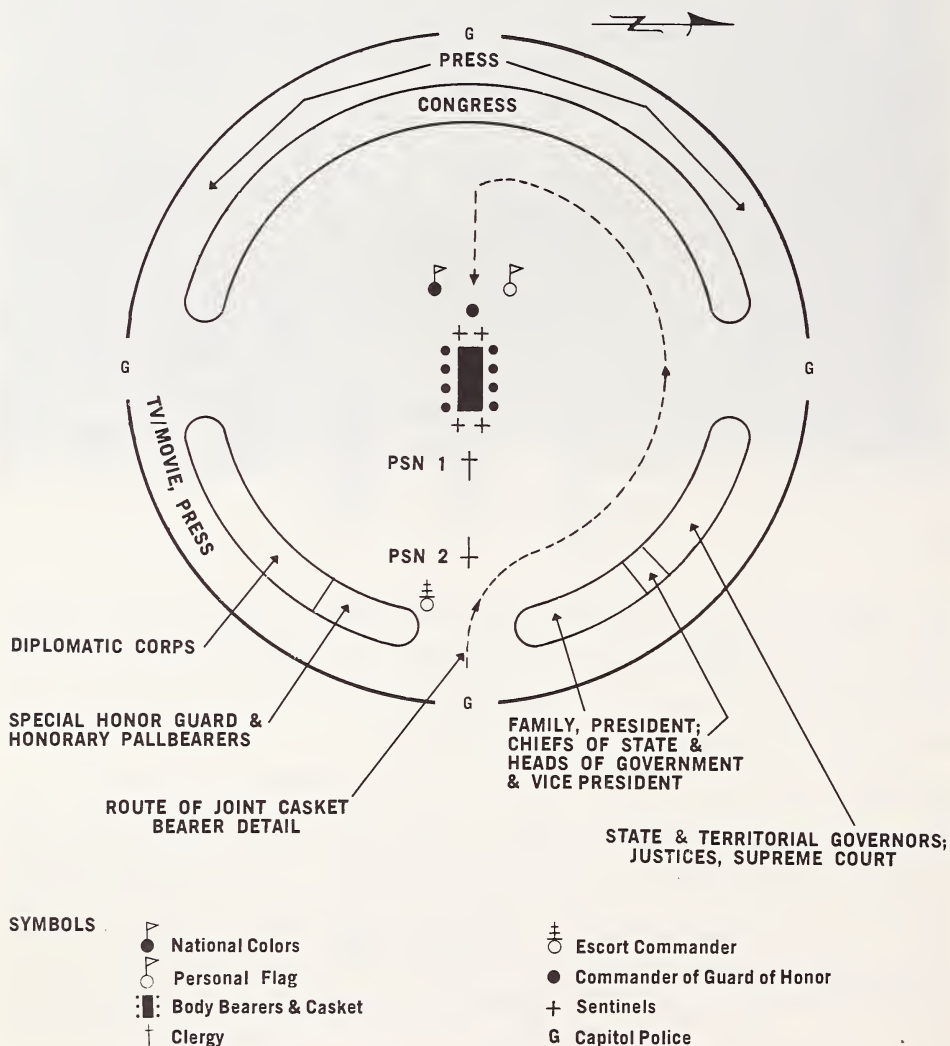 G
PRESS
CONGRESS
G
G
TV/MOVIE, PRESS
PSN 1
PSN 2
DIPLOMATIC CORPS
SPECIAL HONOR GUARD &
HONORARY PALLBEARERS
G
FAMILY, PRESIDENT;
CHIEFS OF STATE &
HEADS OF GOVERNMENT
& VICE PRESIDENT
ROUTE OF JOINT CASKET
BEARER DETAIL
STATE & TERRITORIAL GOVERNORS;
JUSTICES, SUPREME COURT
SYMBOLS
National Colors
Personal Flag
Body Bearers & Casket
Clergy
Escort Commander
Commander of Guard of Honor
Sentinels
G Capitol Police